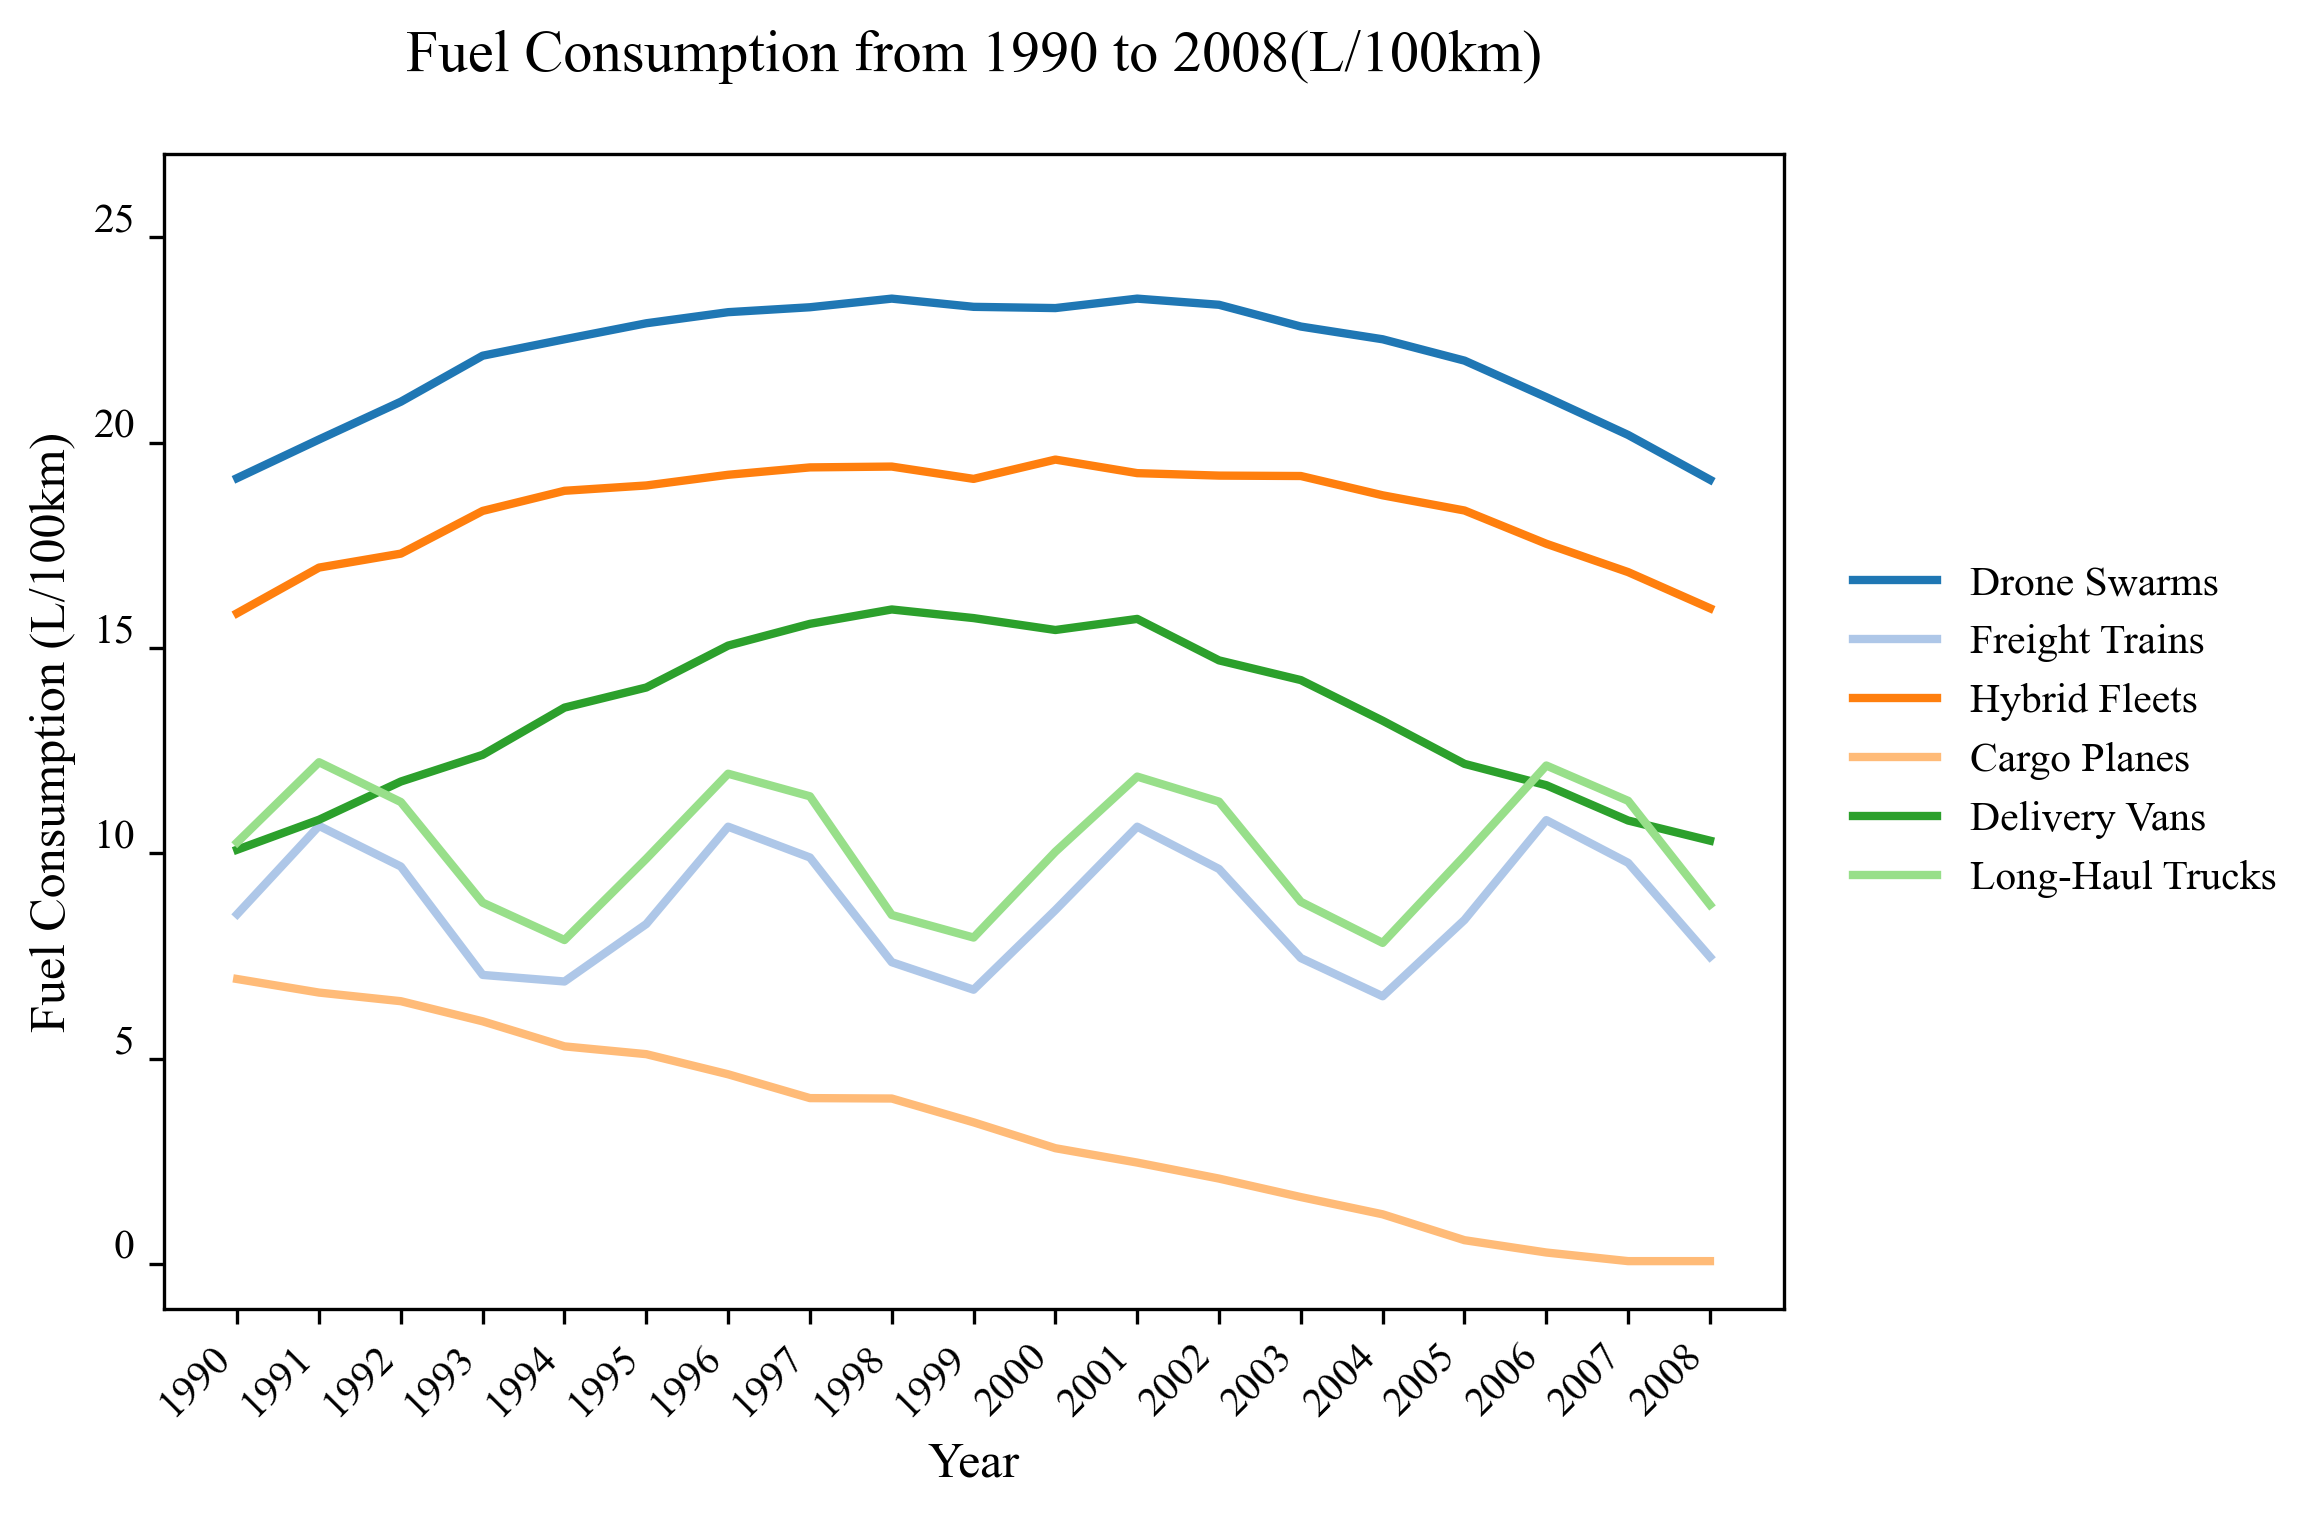 Fuel Consumption from 1990 to 2008(L/100km)
Fuel Consumption (L/100km)
25
20
15
10
5
0
1990
1991
1992
1993
1994
1995
1996
1997
1998
1999
2000
2001
2002
2003
2004
2005
2006
2007
2008
Year
Drone Swarms
Freight Trains
Hybrid Fleets
Cargo Planes
Delivery Vans
Long-Haul Trucks